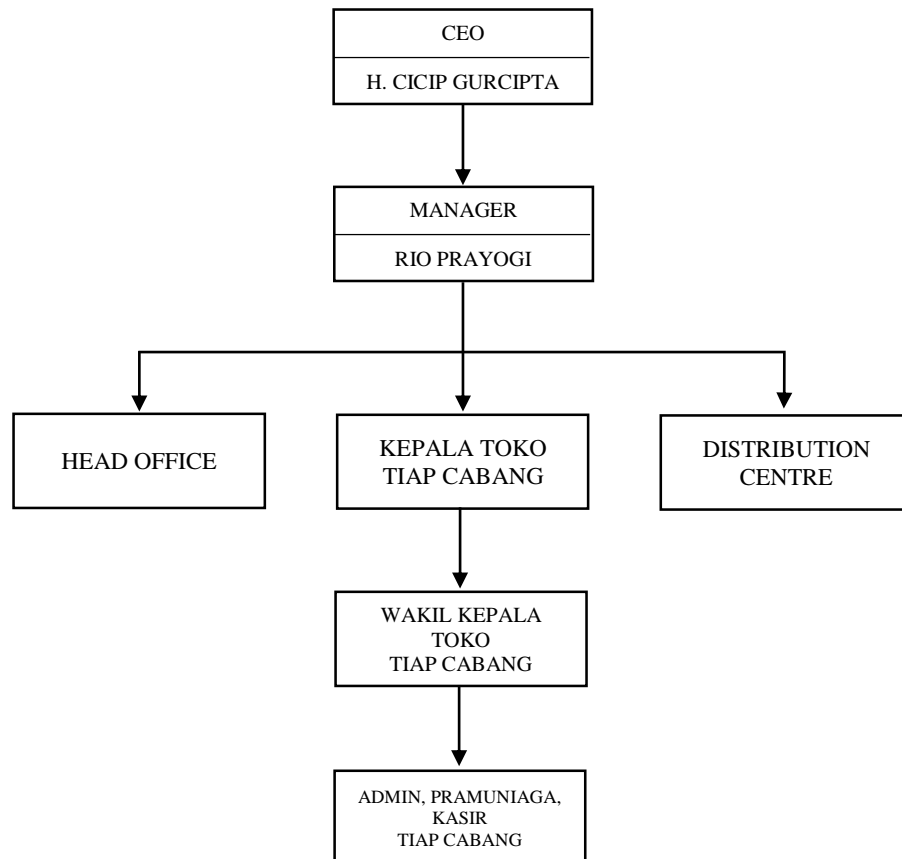 CEO
H. CICIP GURCIPTA
MANAGER
RIO PRAYOGI
HEAD OFFICE
KEPALA TOKO
TIAP CABANG
DISTRIBUTION
CENTRE
WAKIL KEPALA
TOKO
TIAP CABANG
ADMIN, PRAMUNIAGA,
KASIR
TIAP CABANG